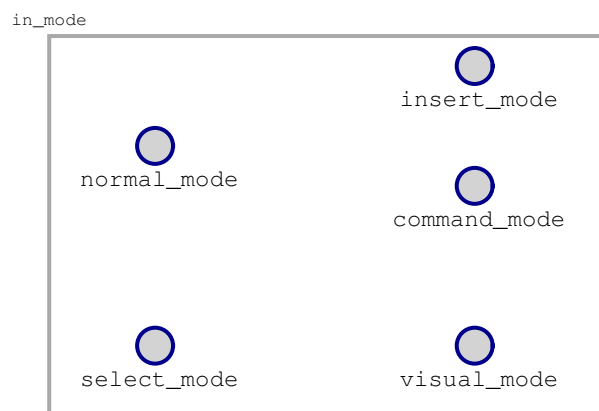 in_mode
insert_mode
normal_mode
command_mode
select_mode
visual_mode